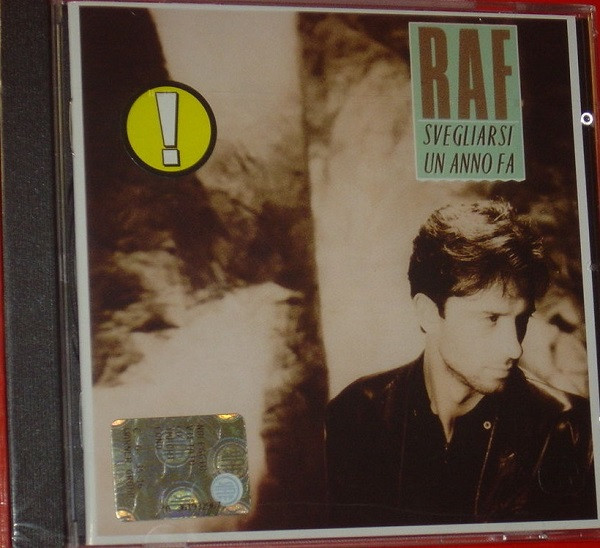 RAF
SVEGLIARSI
UN ANNO FA
!